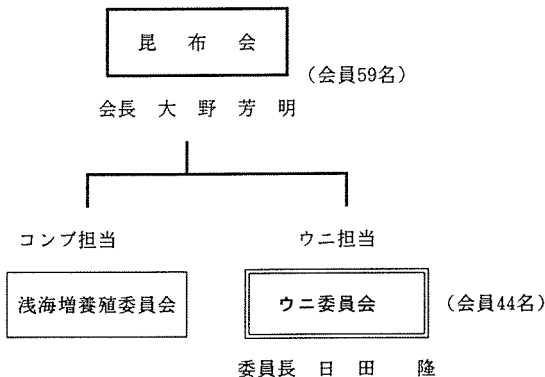 昆布会
(会員59名)
会長 大野芳明
コンブ担当 ウニ担当
浅海増養殖委員会 ウニ委員会 (会員44名)
委員長 日田 隆